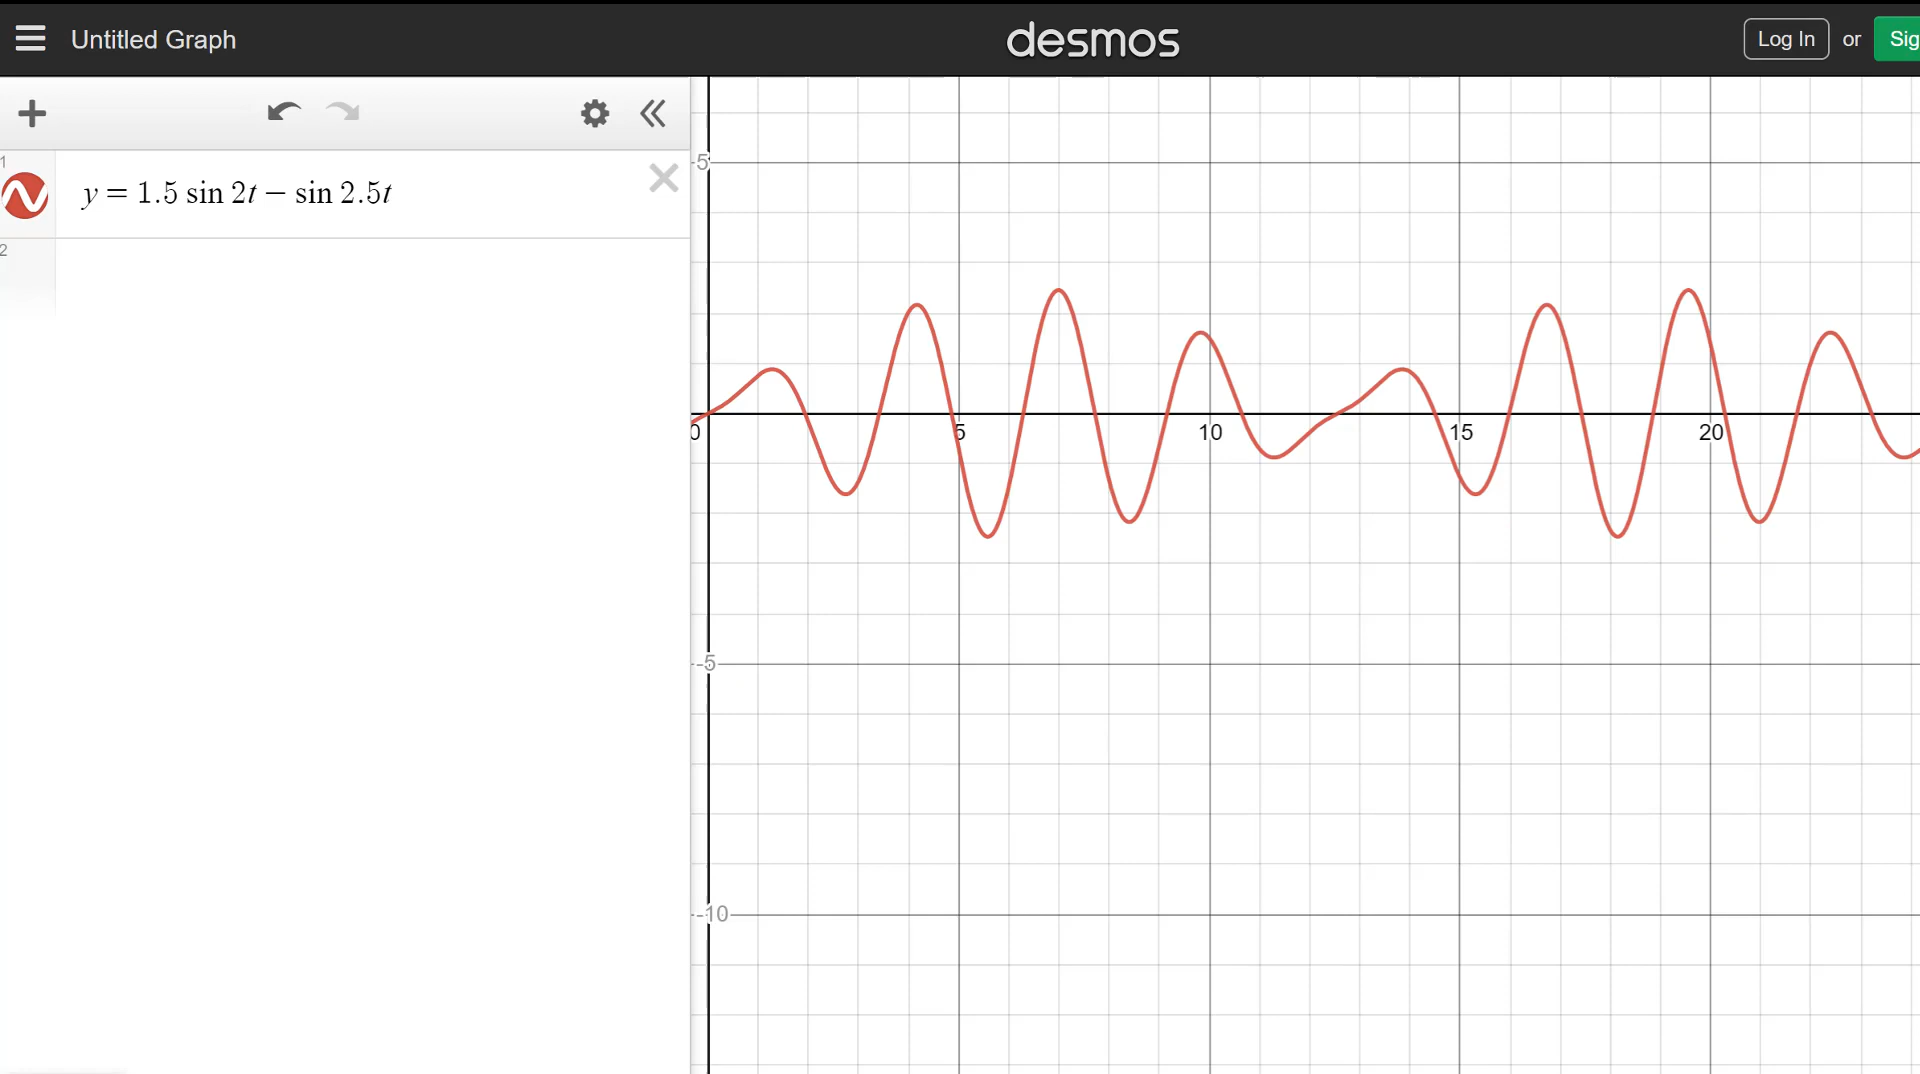 Untitled Graph
desmos
Log In
or
Sig
1
y = 1.5 sin 2t − sin 2.5t
2
5
0
5
10
15
20
-5
-10